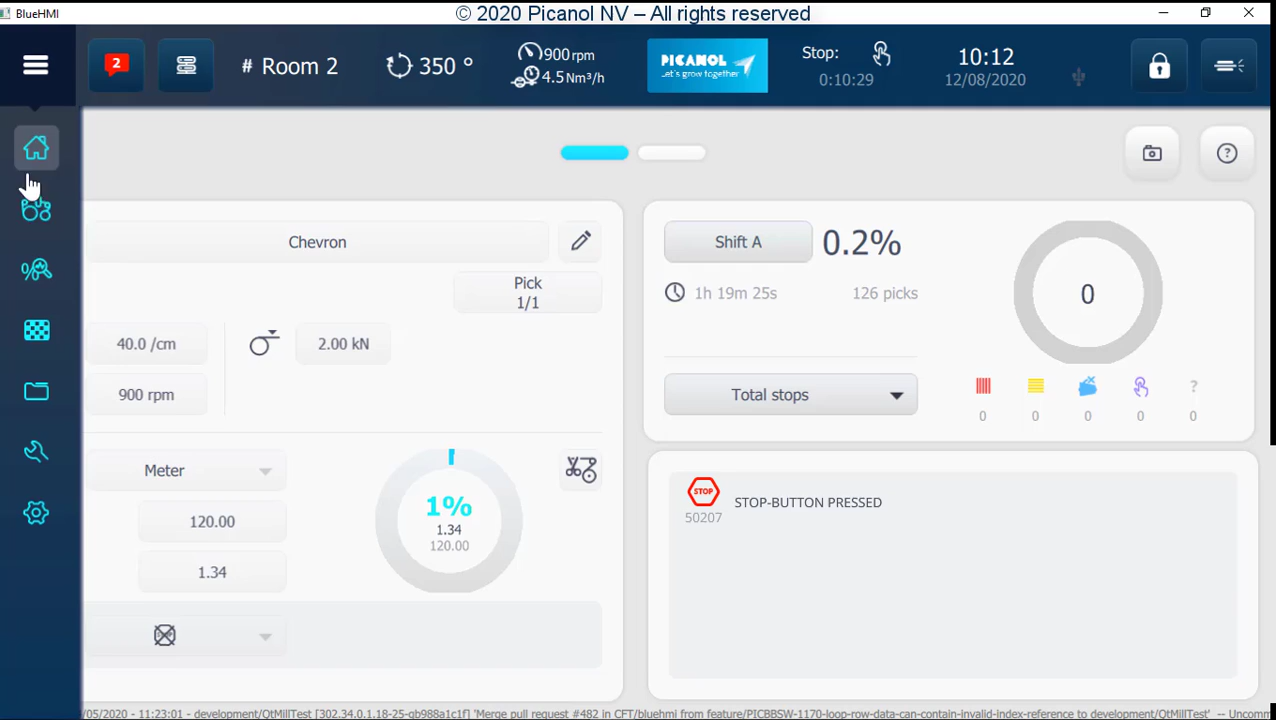 BlueHMI
© 2020 Picanol NV – All rights reserved
2
# Room 2
350 °
900 rpm
4.5 Nm³/h
PICANOL
Let's grow together
Stop:
0:10:29
10:12
12/08/2020
Chevron
Pick
1/1
40.0 /cm
2.00 kN
900 rpm
Meter
120.00
1.34
1%
1.34
120.00
Shift A
0.2%
1h 19m 25s
126 picks
0
Total stops
0
0
0
0
?
0
STOP
50207
STOP-BUTTON PRESSED
/05/2020 - 11:23:01 - development/QtMillTest [302.34.0.1.18-25-gb988a1c1f] 'Merge pull request #482 in CFT/bluehmi from feature/PICBBSW-1170-loop-row-data-can-contain-invalid-index-reference to development/QtMillTest' -- Uncomm